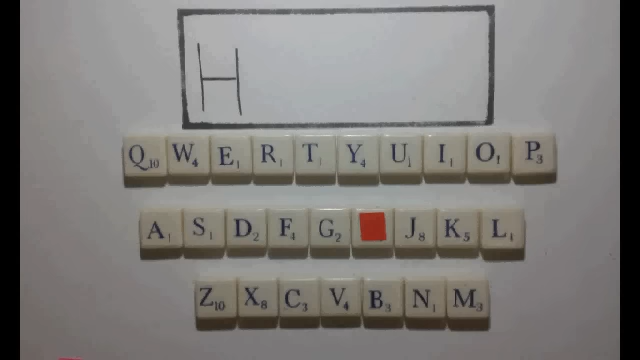 H
Q10 W4 E1 R1 T1 Y4 U1 I1 O1 P3
A1 S1 D2 F4 G2 J8 K5 L1
Z10 X8 C3 V4 B3 N1 M3